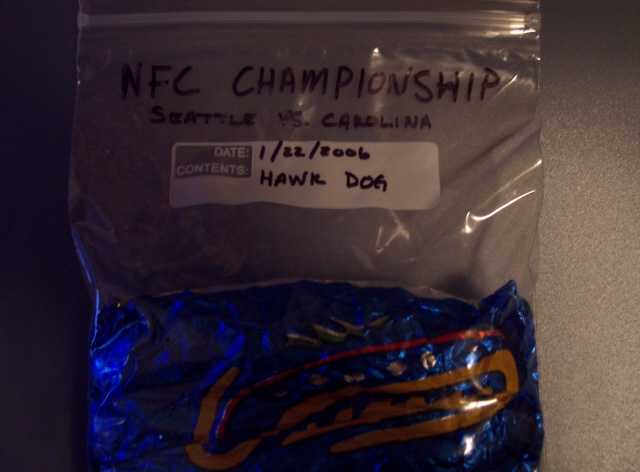 NFC CHAMPIONSHIP
SEATTLE VS. CAROLINA
DATE: 1/22/2006
CONTENTS: HAWK DOG